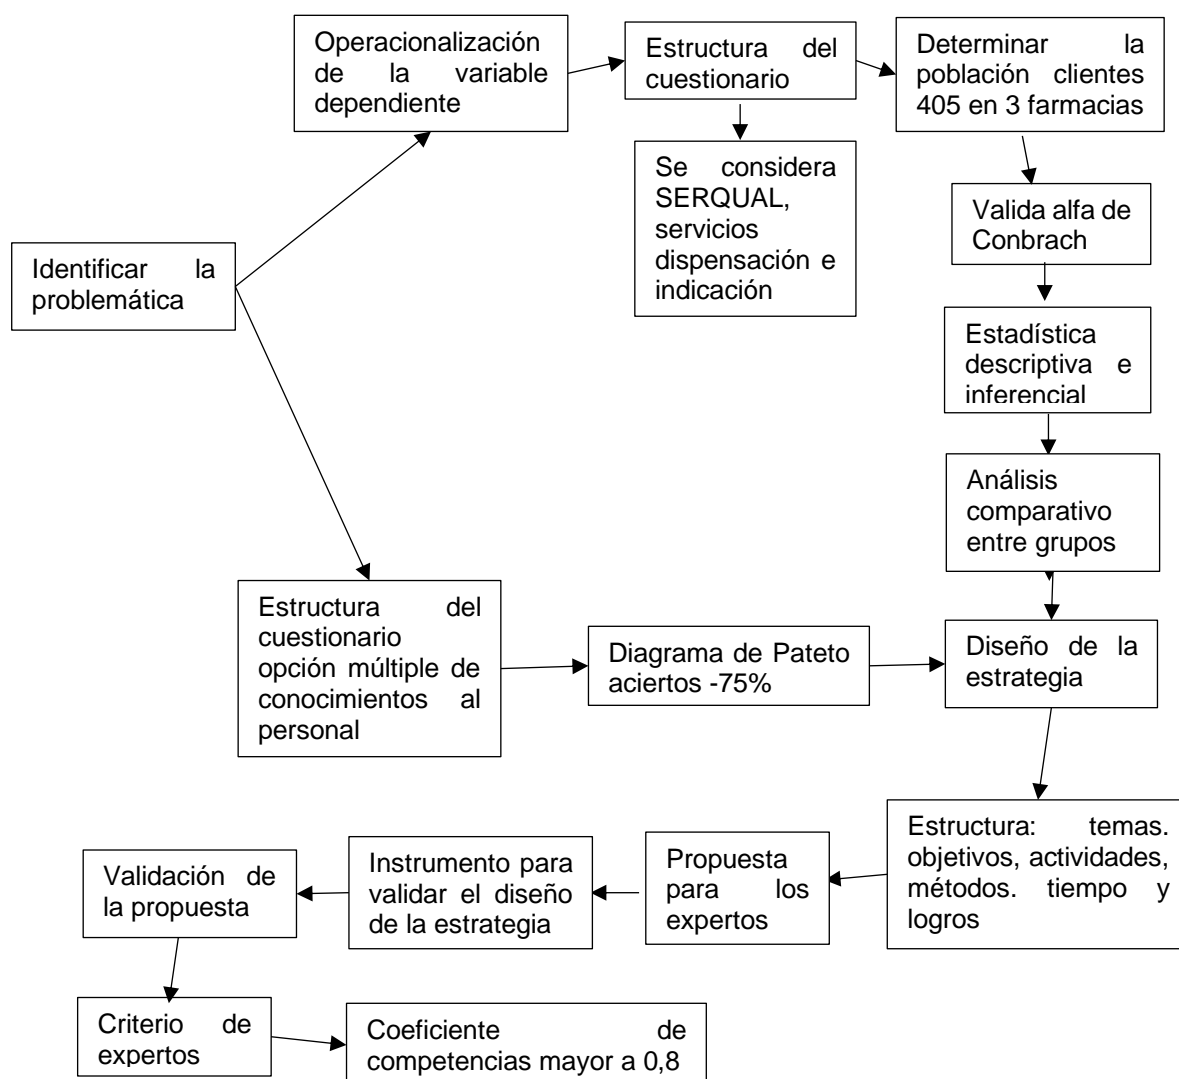 Operacionalización
de la variable
dependiente
Estructura del
cuestionario
Determinar la
población clientes
405 en 3 farmacias
Se considera
SERQUAL,
servicios
dispensación e
indicación
Valida alfa de
Conbrach
Identificar la
problemática
Estadística
descriptiva e
inferencial
Análisis
comparativo
entre grupos
Estructura del
cuestionario
opción múltiple de
conocimientos al
personal
Diagrama de Pateto
aciertos -75%
Diseño de la
estrategia
Estructura: temas.
objetivos, actividades,
métodos. tiempo y
logros
Propuesta
para los
expertos
Instrumento para
validar el diseño
de la estrategia
Validación de
la propuesta
Criterio de
expertos
Coeficiente de
competencias mayor a 0,8